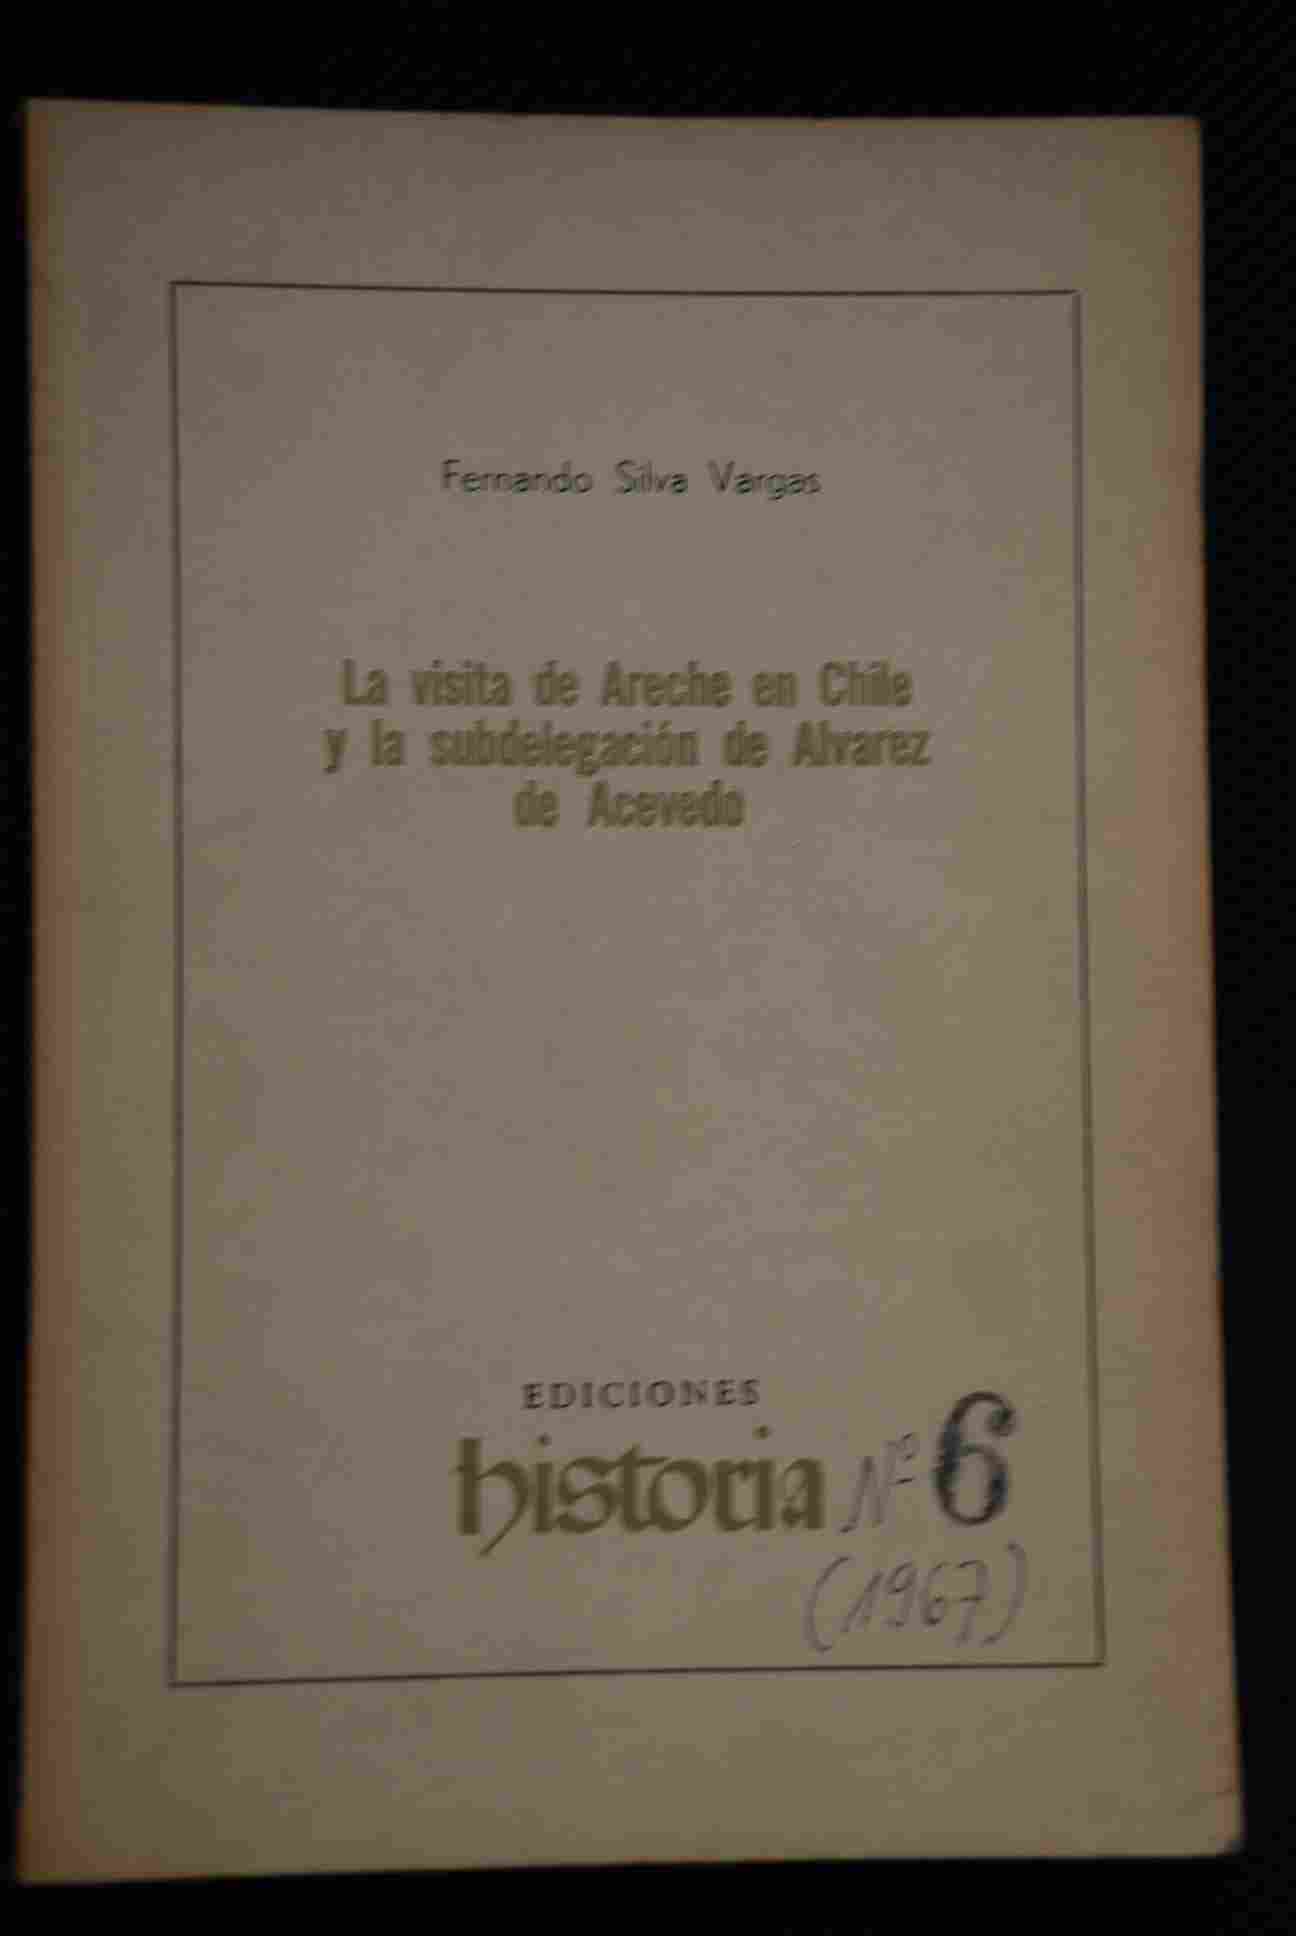 Fernando Silva Vargas
La visita de Areche en Chile
y la subdelegación de Alvarez
de Acevedo
EDICIONES
historia Nº 6
(1967)